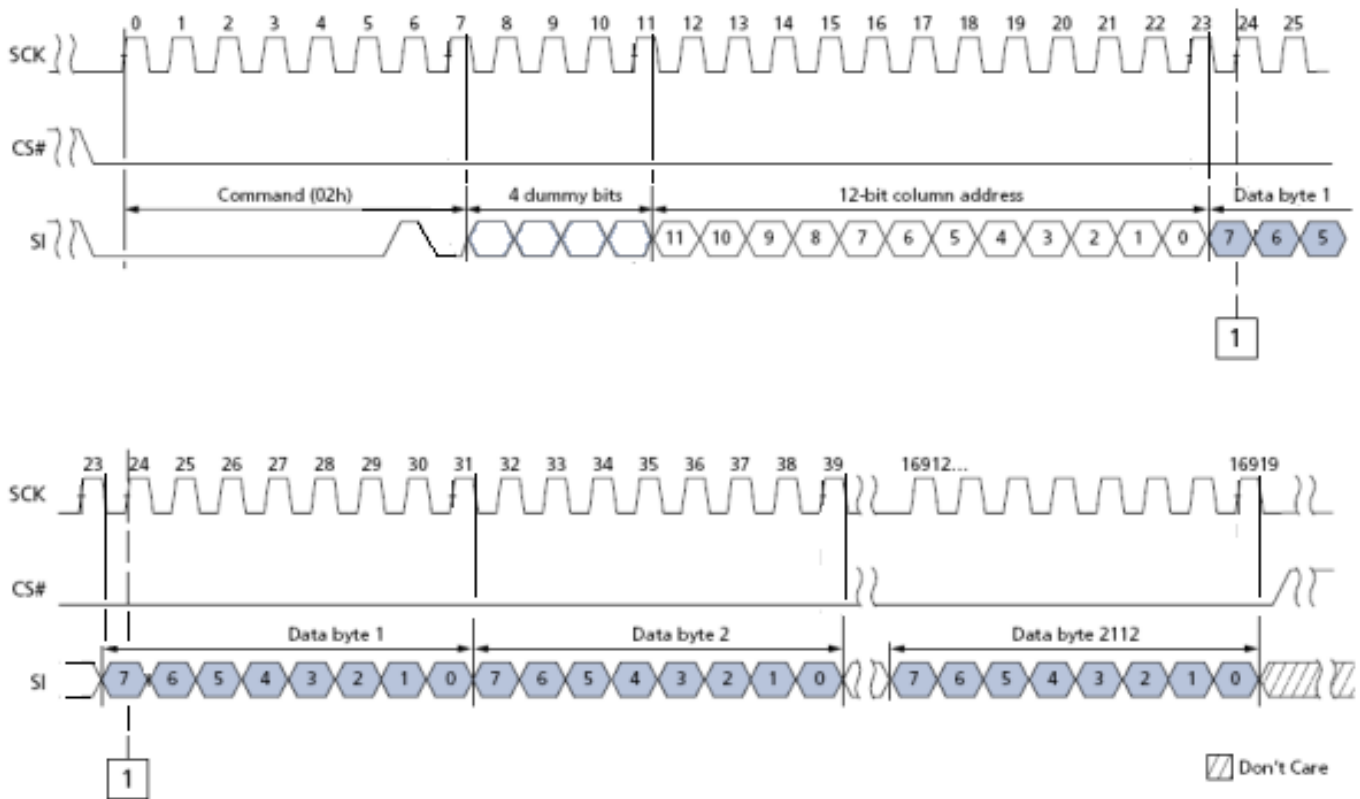 0 1 2 3 4 5 6 7 8 9 10 11 12 13 14 15 16 17 18 19 20 21 22 23 24 25
SCK
CS#
Command (02h) 4 dummy bits 12-bit column address Data byte 1
SI 11 10 9 8 7 6 5 4 3 2 1 0 7 6 5
1
23 24 25 26 27 28 29 30 31 32 33 34 35 36 37 38 39 16912... 16919
SCK
CS#
Data byte 1 Data byte 2 Data byte 2112
SI 7 6 5 4 3 2 1 0 7 6 5 4 3 2 1 0 7 6 5 4 3 2 1 0
1
Don't Care